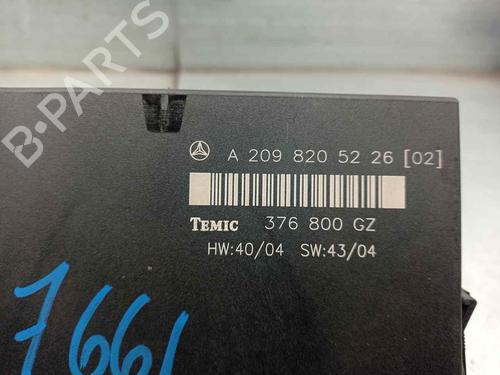 B-PARTS
A 209 820 52 26 [02]
TEMIC 376 800 GZ
HW:40/04 SW:43/04
7661